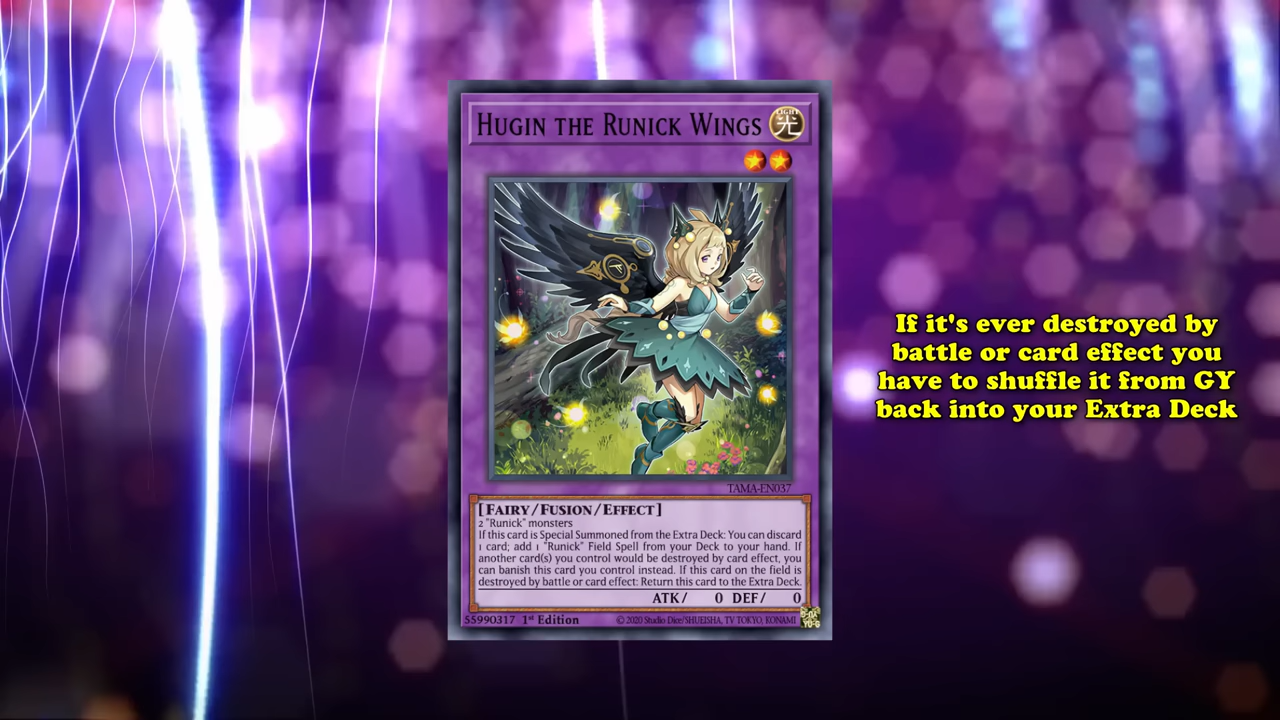 HUGIN THE RUNICK WINGS
LIGHT
光
TAMA-EN037
[FAIRY/FUSION/EFFECT]
2 "Runick" monsters
If this card is Special Summoned from the Extra Deck: You can discard
1 card; add 1 "Runick" Field Spell from your Deck to your hand. If
another card(s) you control would be destroyed by card effect, you
can banish this card you control instead. If this card on the field is
destroyed by battle or card effect: Return this card to the Extra Deck.
ATK/ 0 DEF/ 0
55990317 1st Edition
© 2020 Studio Dice/SHUEISHA, TV TOKYO, KONAMI
If it's ever destroyed by
battle or card effect you
have to shuffle it from GY
back into your Extra Deck